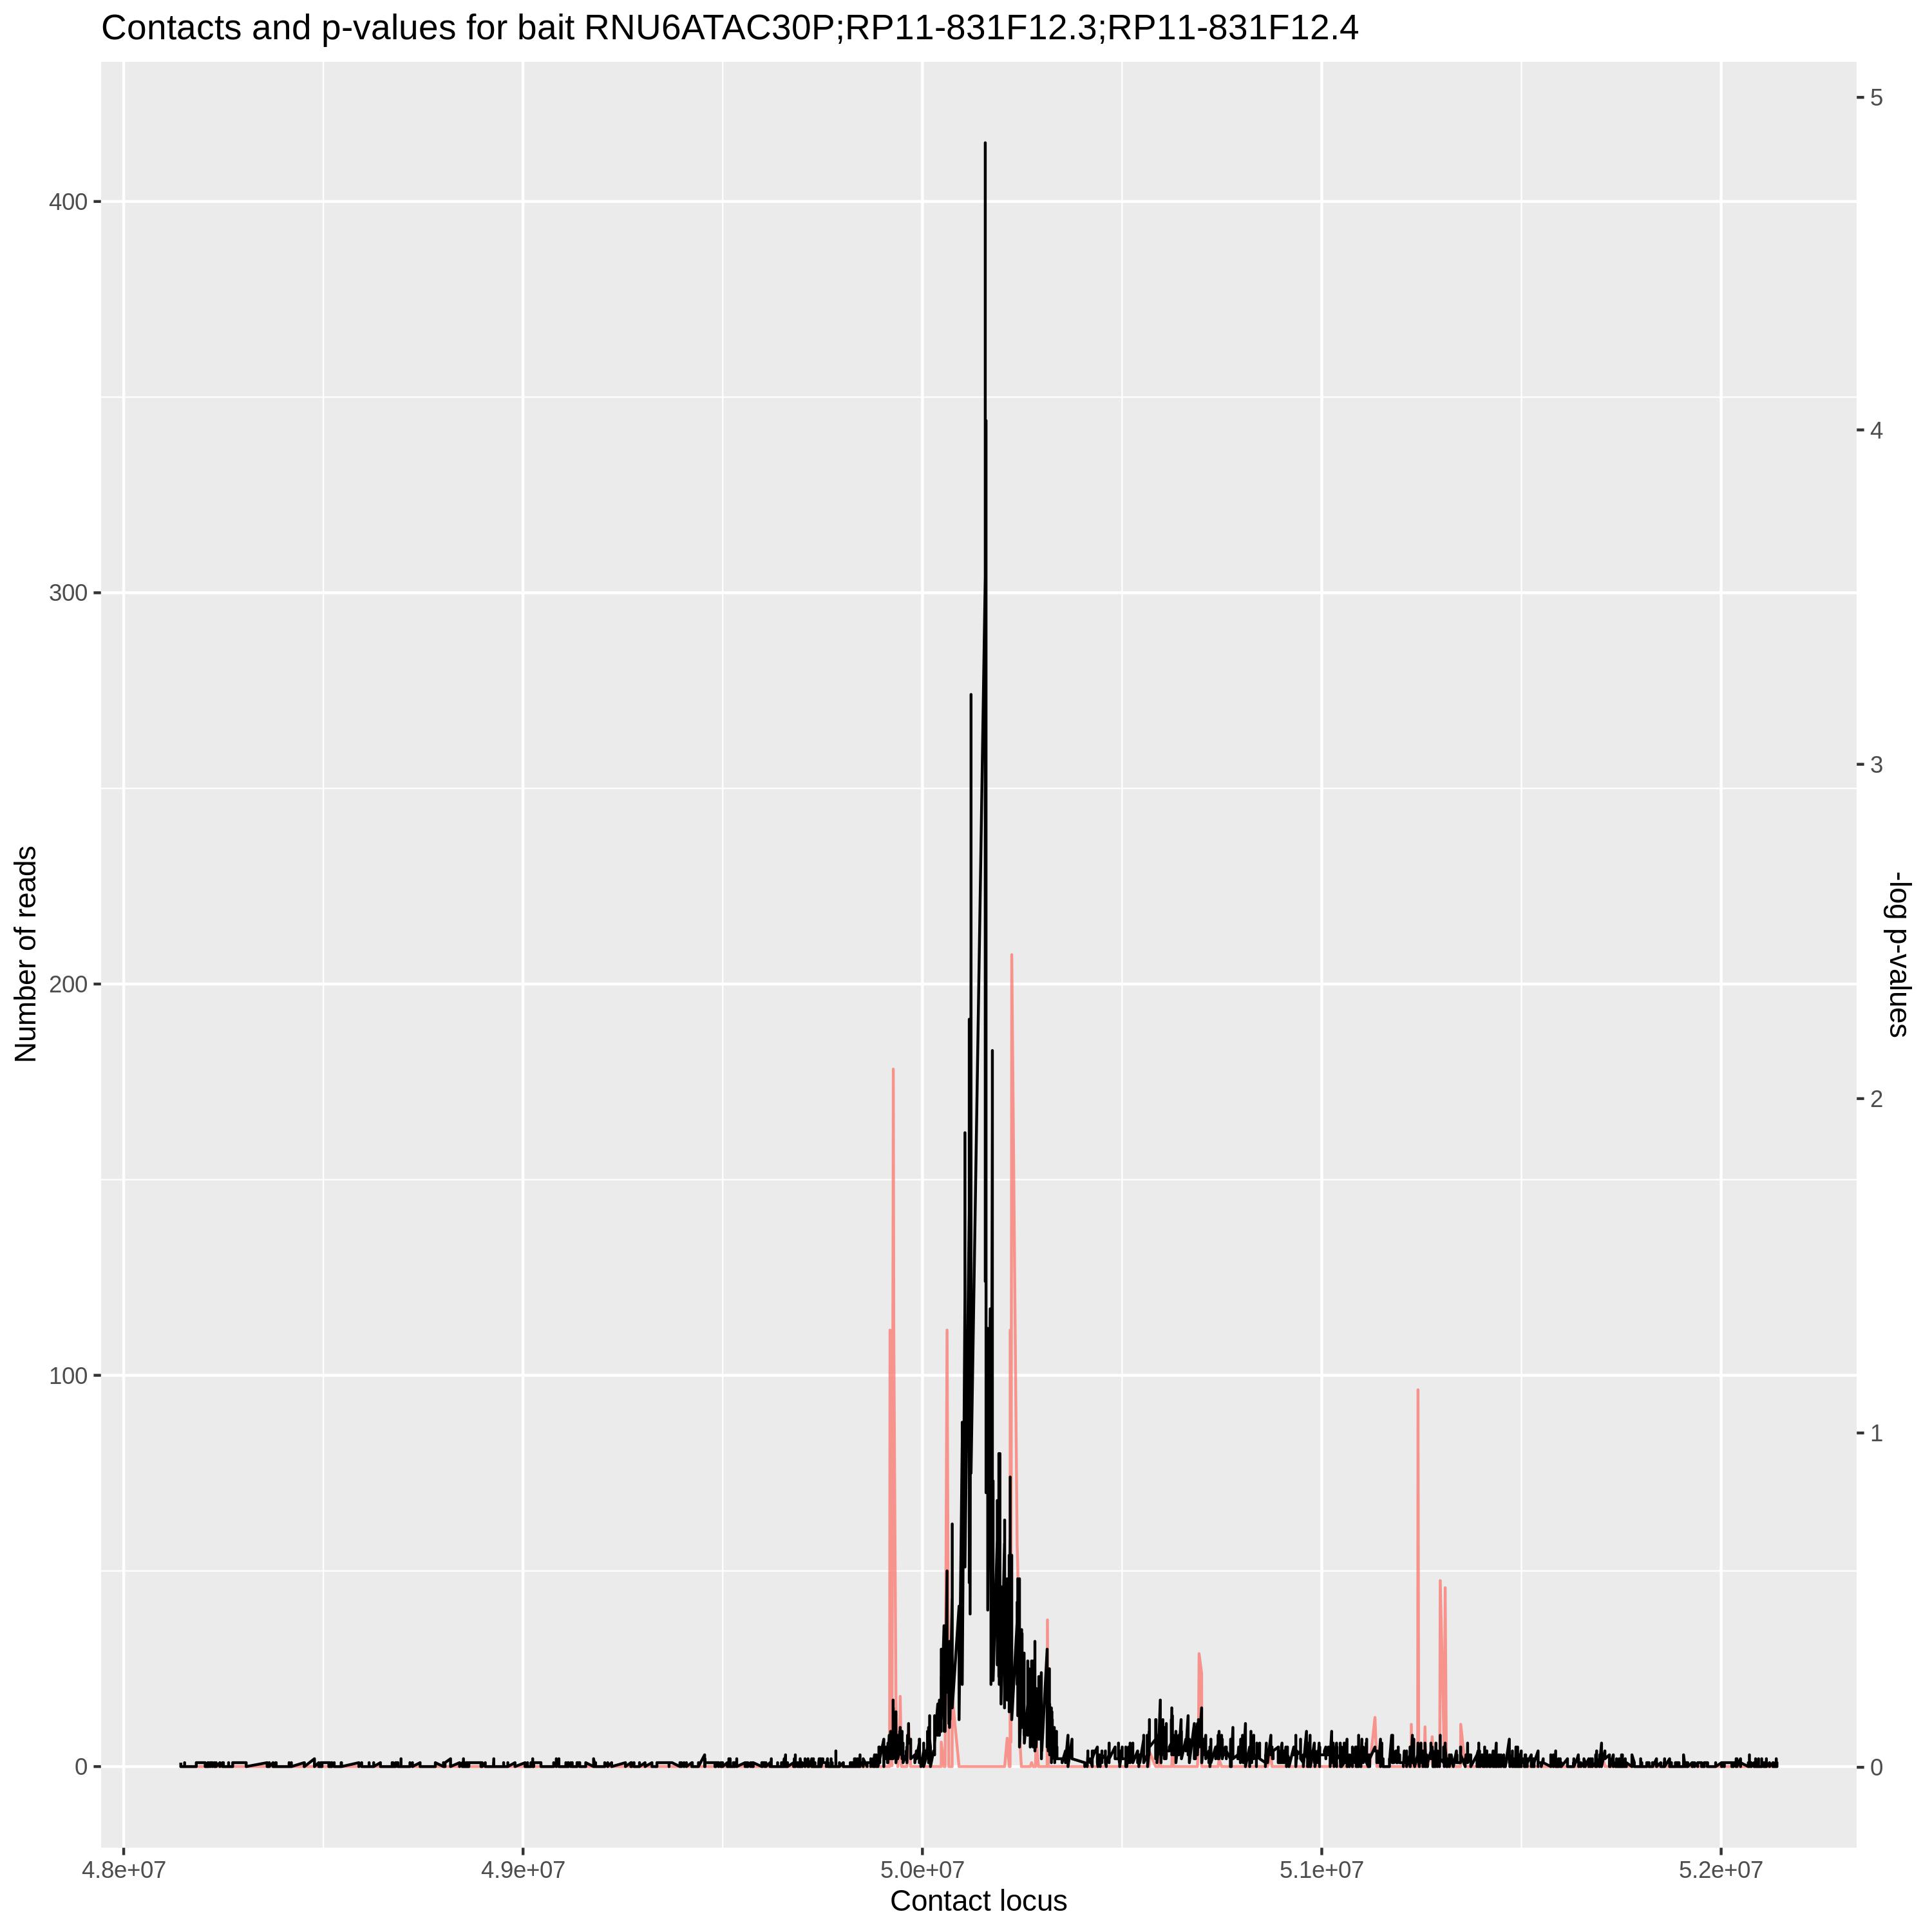 Contacts and p-values for bait RNU6ATAC30P;RP11-831F12.3;RP11-831F12.4
5
400
4
300
3
Number of reads
-log p-values
200
2
100
1
0
0
4.8e+07
4.9e+07
5.0e+07
5.1e+07
5.2e+07
Contact locus